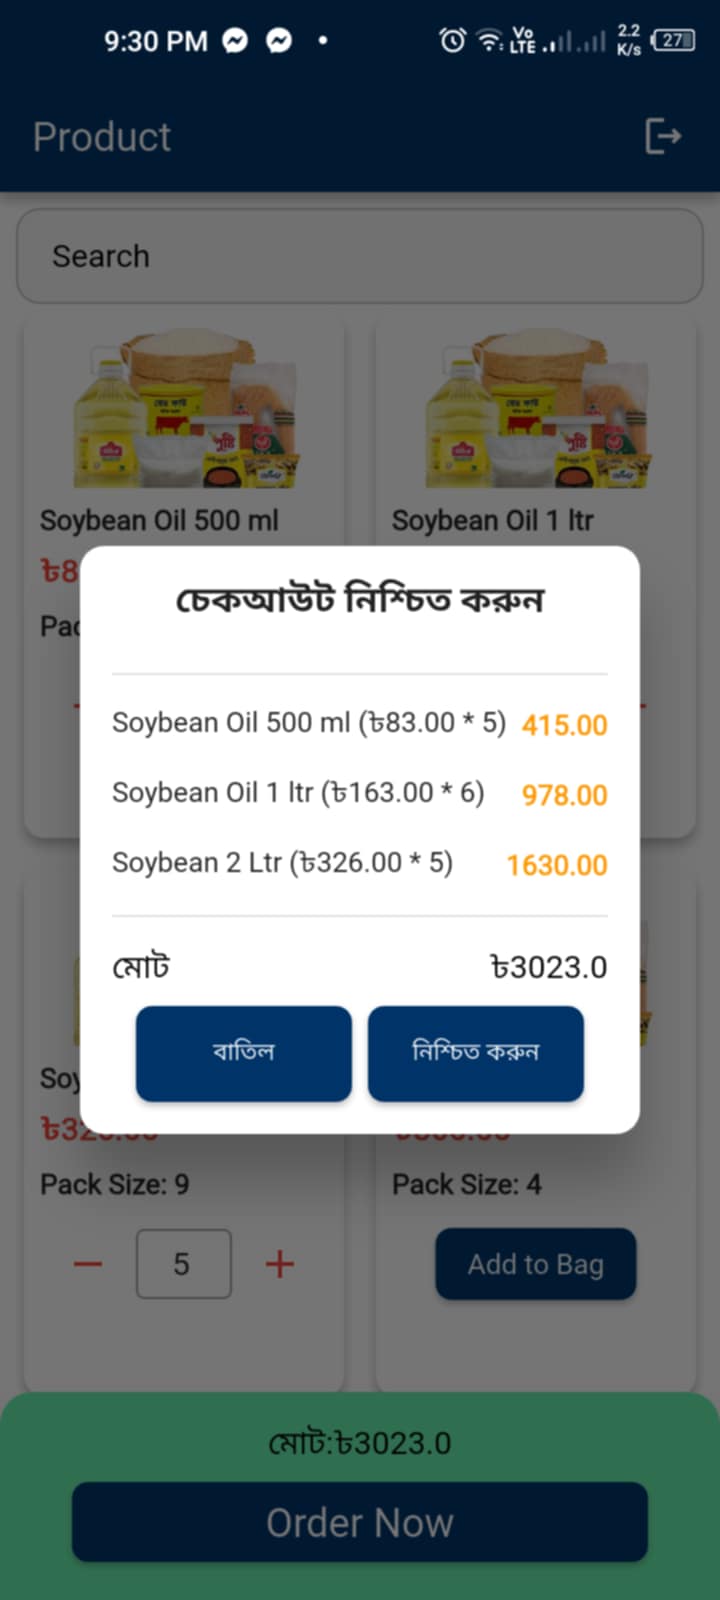 9:30 PM
Vo LTE
2.2 K/s
27
Product
Search
Soybean Oil 500 ml
Soybean Oil 1 ltr
৳8
Pac
চেকআউট নিশ্চিত করুন
Soybean Oil 500 ml (৳83.00 * 5) 415.00
Soybean Oil 1 ltr (৳163.00 * 6) 978.00
Soybean 2 Ltr (৳326.00 * 5) 1630.00
মোট ৳3023.0
বাতিল নিশ্চিত করুন
Soy
Pack Size: 9
Pack Size: 4
5
Add to Bag
মোট:৳3023.0
Order Now